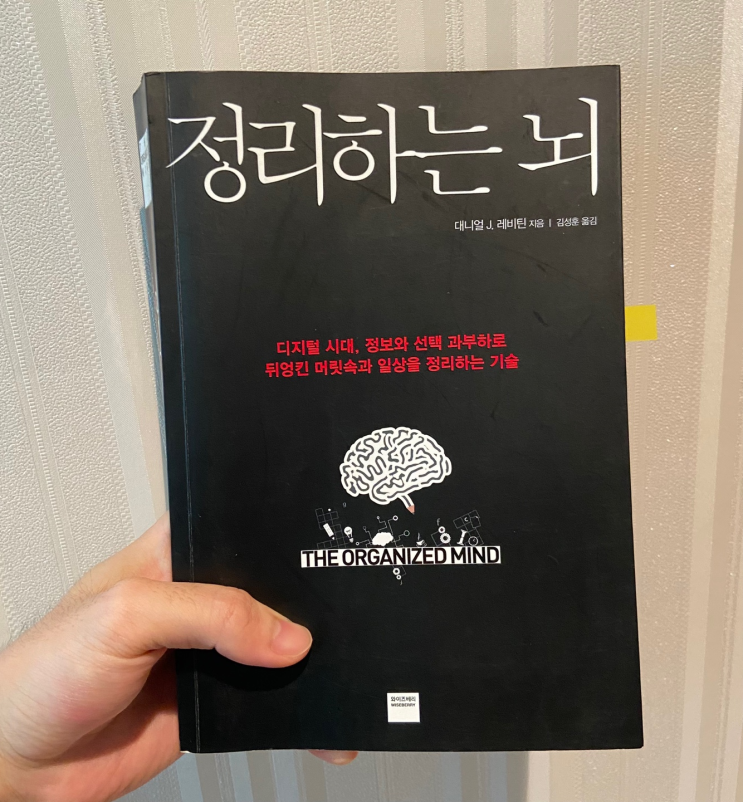 정리하는 뇌
대니얼 J. 레비틴 지음 | 김성훈 옮김
디지털 시대, 정보와 선택 과부하로
뒤엉킨 머릿속과 일상을 정리하는 기술
THE ORGANIZED MIND
와이즈베리
WISEBERRY